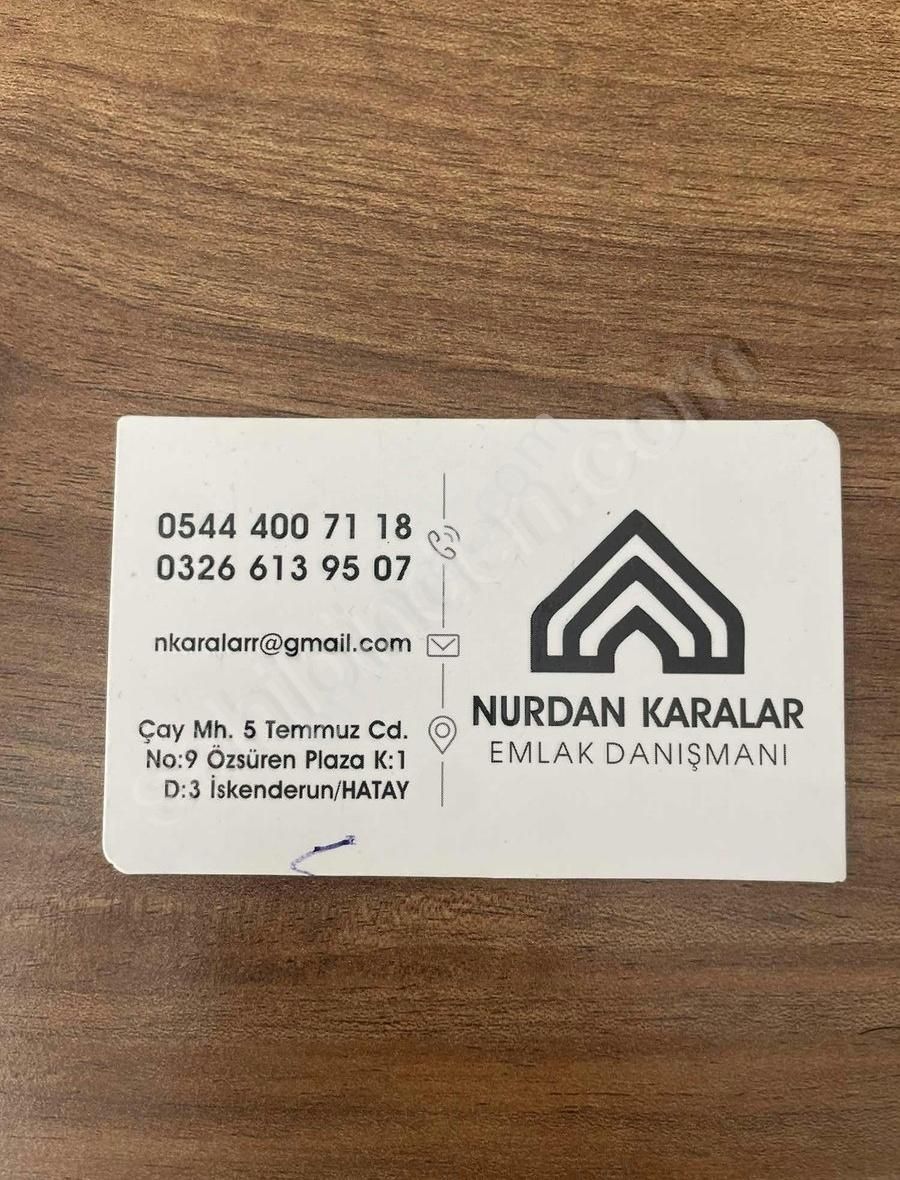 0544 400 71 18
0326 613 95 07
nkaralarr@gmail.com
Çay Mh. 5 Temmuz Cd.
No:9 Özsüren Plaza K:1
D:3 İskenderun/HATAY
NURDAN KARALAR
EMLAK DANIŞMANI